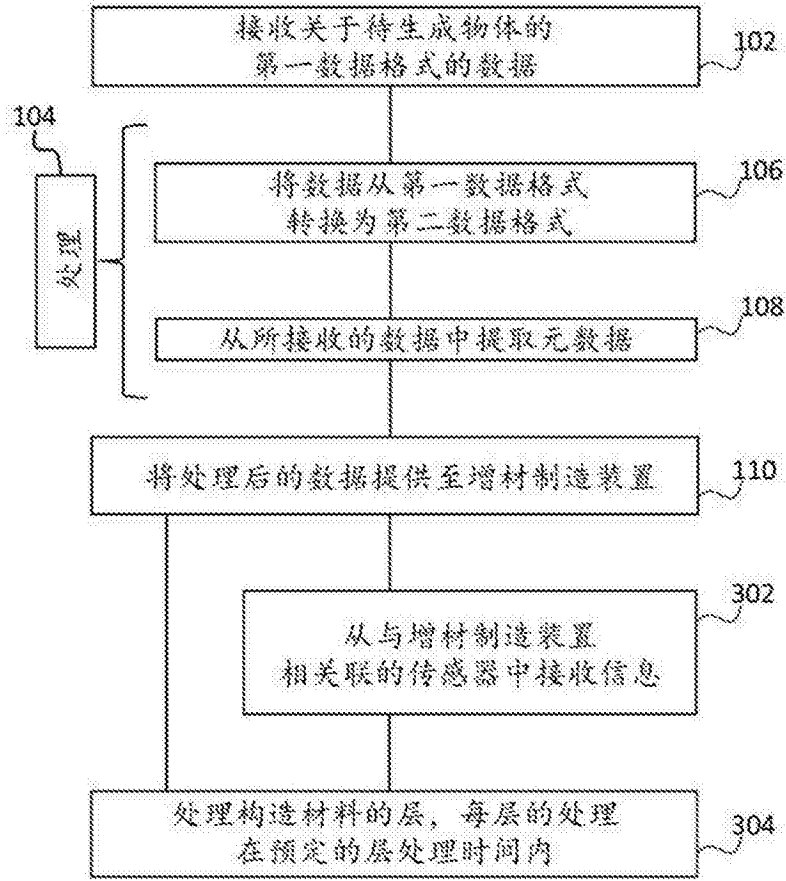 接收关于待生成物体的
第一数据格式的数据
102
104
处理
将数据从第一数据格式
转换为第二数据格式
106
从所接收的数据中提取元数据
108
将处理后的数据提供至增材制造装置
110
从与增材制造装置
相关联的传感器中接收信息
302
处理构造材料的层，每层的处理
在预定的层处理时间内
304